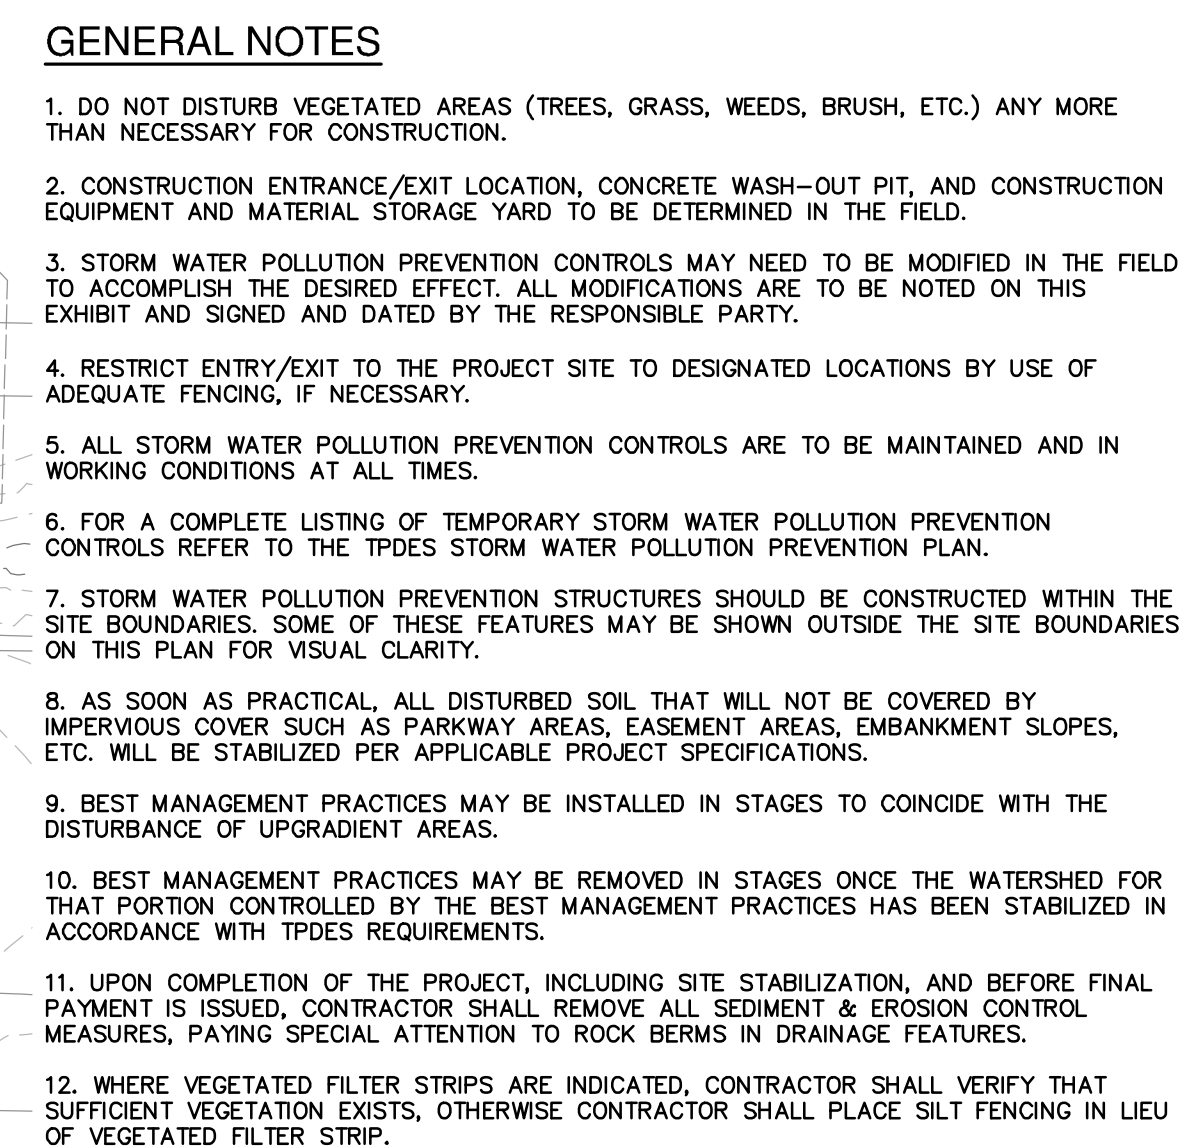 GENERAL NOTES
1. DO NOT DISTURB VEGETATED AREAS (TREES, GRASS, WEEDS, BRUSH, ETC.) ANY MORE
THAN NECESSARY FOR CONSTRUCTION.
2. CONSTRUCTION ENTRANCE/EXIT LOCATION, CONCRETE WASH-OUT PIT, AND CONSTRUCTION
EQUIPMENT AND MATERIAL STORAGE YARD TO BE DETERMINED IN THE FIELD.
3. STORM WATER POLLUTION PREVENTION CONTROLS MAY NEED TO BE MODIFIED IN THE FIELD
TO ACCOMPLISH THE DESIRED EFFECT. ALL MODIFICATIONS ARE TO BE NOTED ON THIS
EXHIBIT AND SIGNED AND DATED BY THE RESPONSIBLE PARTY.
4. RESTRICT ENTRY/EXIT TO THE PROJECT SITE TO DESIGNATED LOCATIONS BY USE OF
ADEQUATE FENCING, IF NECESSARY.
5. ALL STORM WATER POLLUTION PREVENTION CONTROLS ARE TO BE MAINTAINED AND IN
WORKING CONDITIONS AT ALL TIMES.
6. FOR A COMPLETE LISTING OF TEMPORARY STORM WATER POLLUTION PREVENTION
CONTROLS REFER TO THE TPDES STORM WATER POLLUTION PREVENTION PLAN.
7. STORM WATER POLLUTION PREVENTION STRUCTURES SHOULD BE CONSTRUCTED WITHIN THE
SITE BOUNDARIES. SOME OF THESE FEATURES MAY BE SHOWN OUTSIDE THE SITE BOUNDARIES
ON THIS PLAN FOR VISUAL CLARITY.
8. AS SOON AS PRACTICAL, ALL DISTURBED SOIL THAT WILL NOT BE COVERED BY
IMPERVIOUS COVER SUCH AS PARKWAY AREAS, EASEMENT AREAS, EMBANKMENT SLOPES,
ETC. WILL BE STABILIZED PER APPLICABLE PROJECT SPECIFICATIONS.
9. BEST MANAGEMENT PRACTICES MAY BE INSTALLED IN STAGES TO COINCIDE WITH THE
DISTURBANCE OF UPGRADIENT AREAS.
10. BEST MANAGEMENT PRACTICES MAY BE REMOVED IN STAGES ONCE THE WATERSHED FOR
THAT PORTION CONTROLLED BY THE BEST MANAGEMENT PRACTICES HAS BEEN STABILIZED IN
ACCORDANCE WITH TPDES REQUIREMENTS.
11. UPON COMPLETION OF THE PROJECT, INCLUDING SITE STABILIZATION, AND BEFORE FINAL
PAYMENT IS ISSUED, CONTRACTOR SHALL REMOVE ALL SEDIMENT & EROSION CONTROL
MEASURES, PAYING SPECIAL ATTENTION TO ROCK BERMS IN DRAINAGE FEATURES.
12. WHERE VEGETATED FILTER STRIPS ARE INDICATED, CONTRACTOR SHALL VERIFY THAT
SUFFICIENT VEGETATION EXISTS, OTHERWISE CONTRACTOR SHALL PLACE SILT FENCING IN LIEU
OF VEGETATED FILTER STRIP.